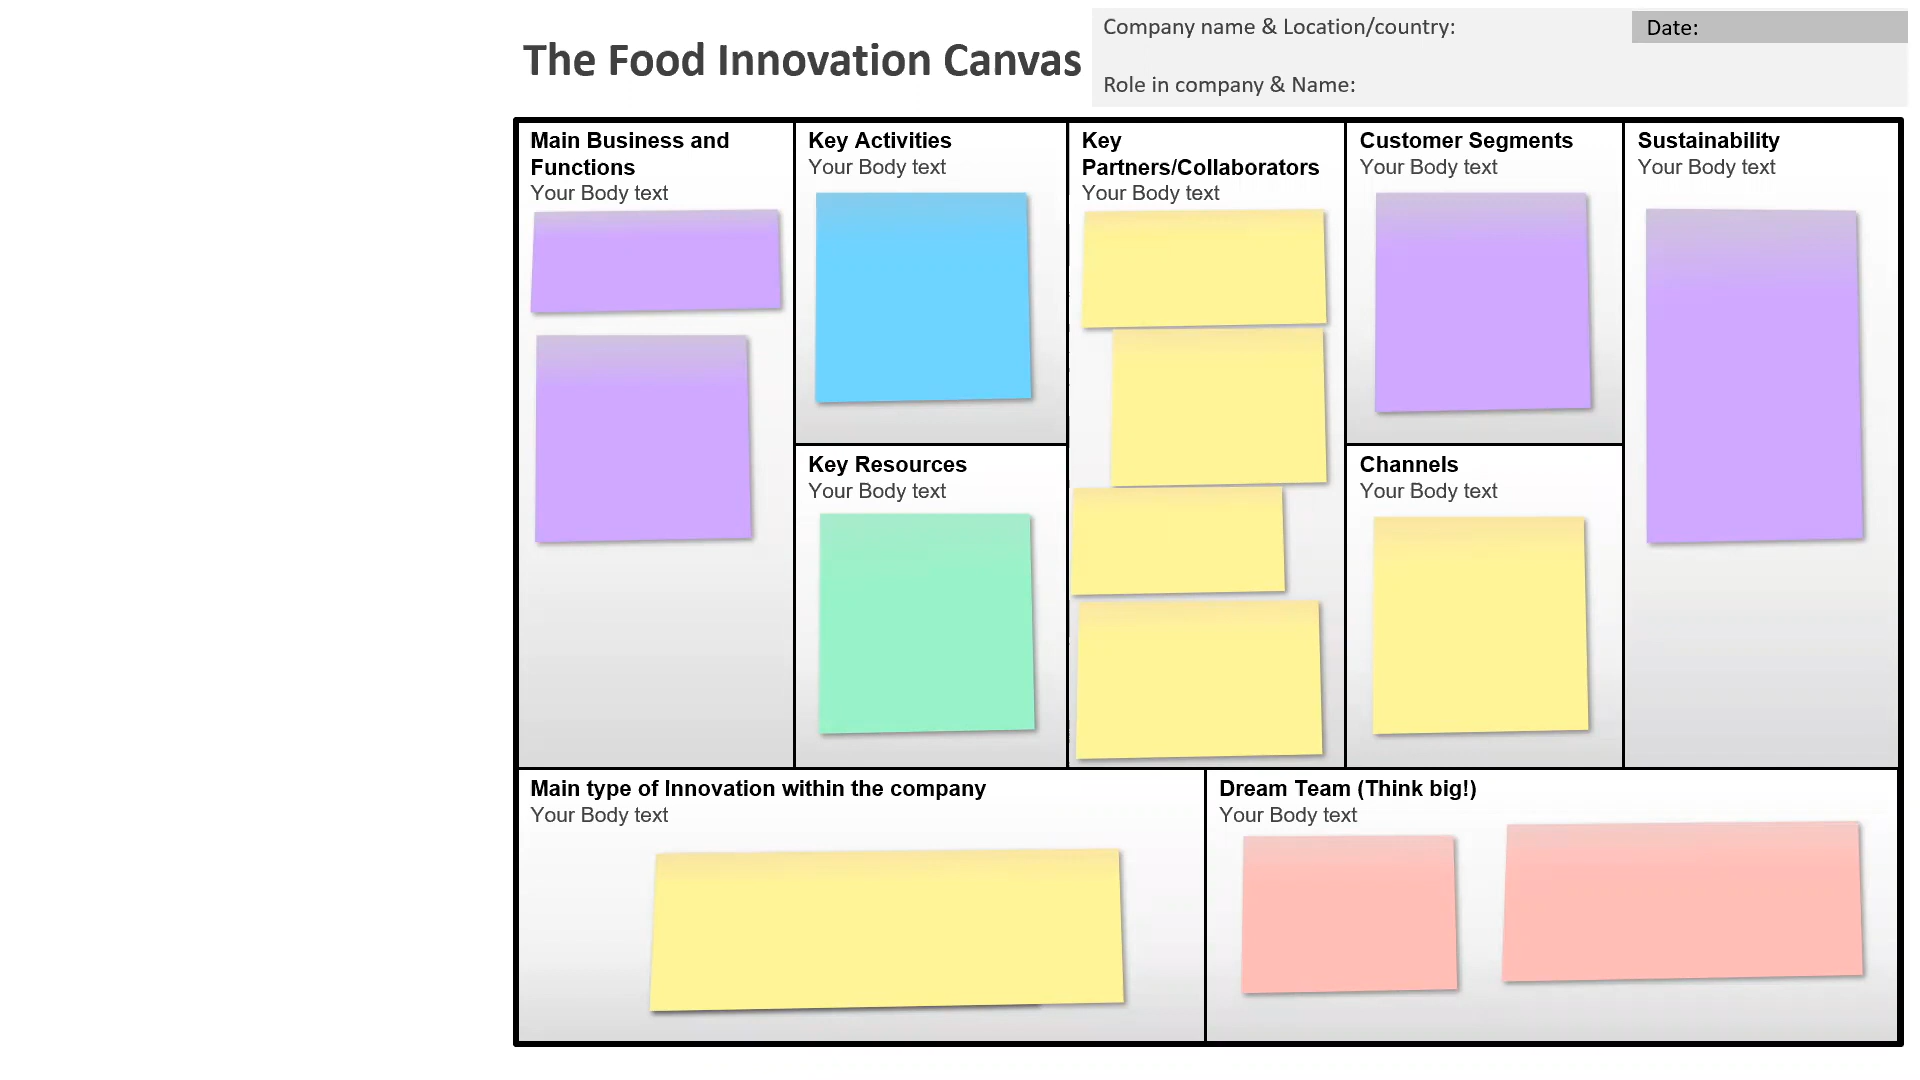 The Food Innovation Canvas
Company name & Location/country:
Date:
Role in company & Name:
Main Business and
Functions
Your Body text
Key Activities
Your Body text
Key
Partners/Collaborators
Your Body text
Customer Segments
Your Body text
Sustainability
Your Body text
Key Resources
Your Body text
Channels
Your Body text
Main type of Innovation within the company
Your Body text
Dream Team (Think big!)
Your Body text